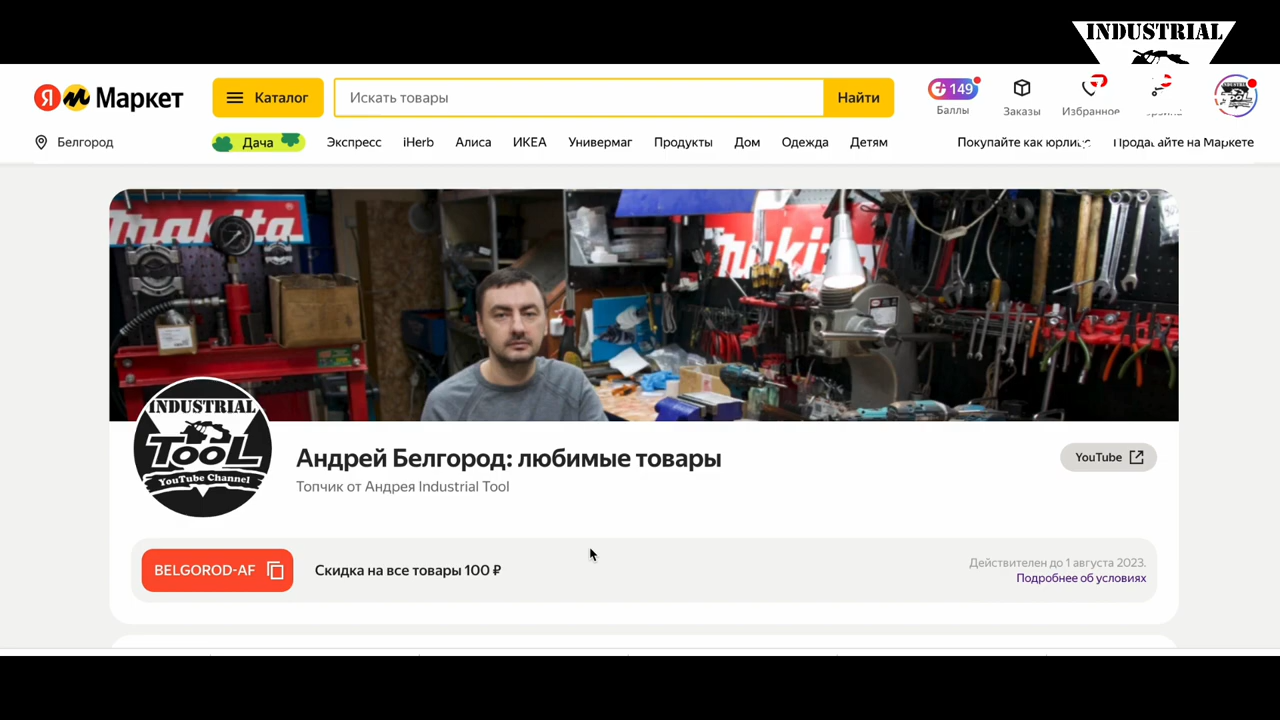 INDUSTRIAL
Я М Маркет
Каталог
Искать товары
Найти
149
Баллы
Заказы
Избранное
Белгород
Дача
Экспресс
iHerb
Алиса
ИКЕА
Универмаг
Продукты
Дом
Одежда
Детям
Покупайте как юрлицо
Продавайте на Маркете
makita
makita
INDUSTRIAL
TOOL
YouTube Channel
Андрей Белгород: любимые товары
Топчик от Андрея Industrial Tool
YouTube
BELGOROD-AF
Скидка на все товары 100 ₽
Действителен до 1 августа 2023.
Подробнее об условиях